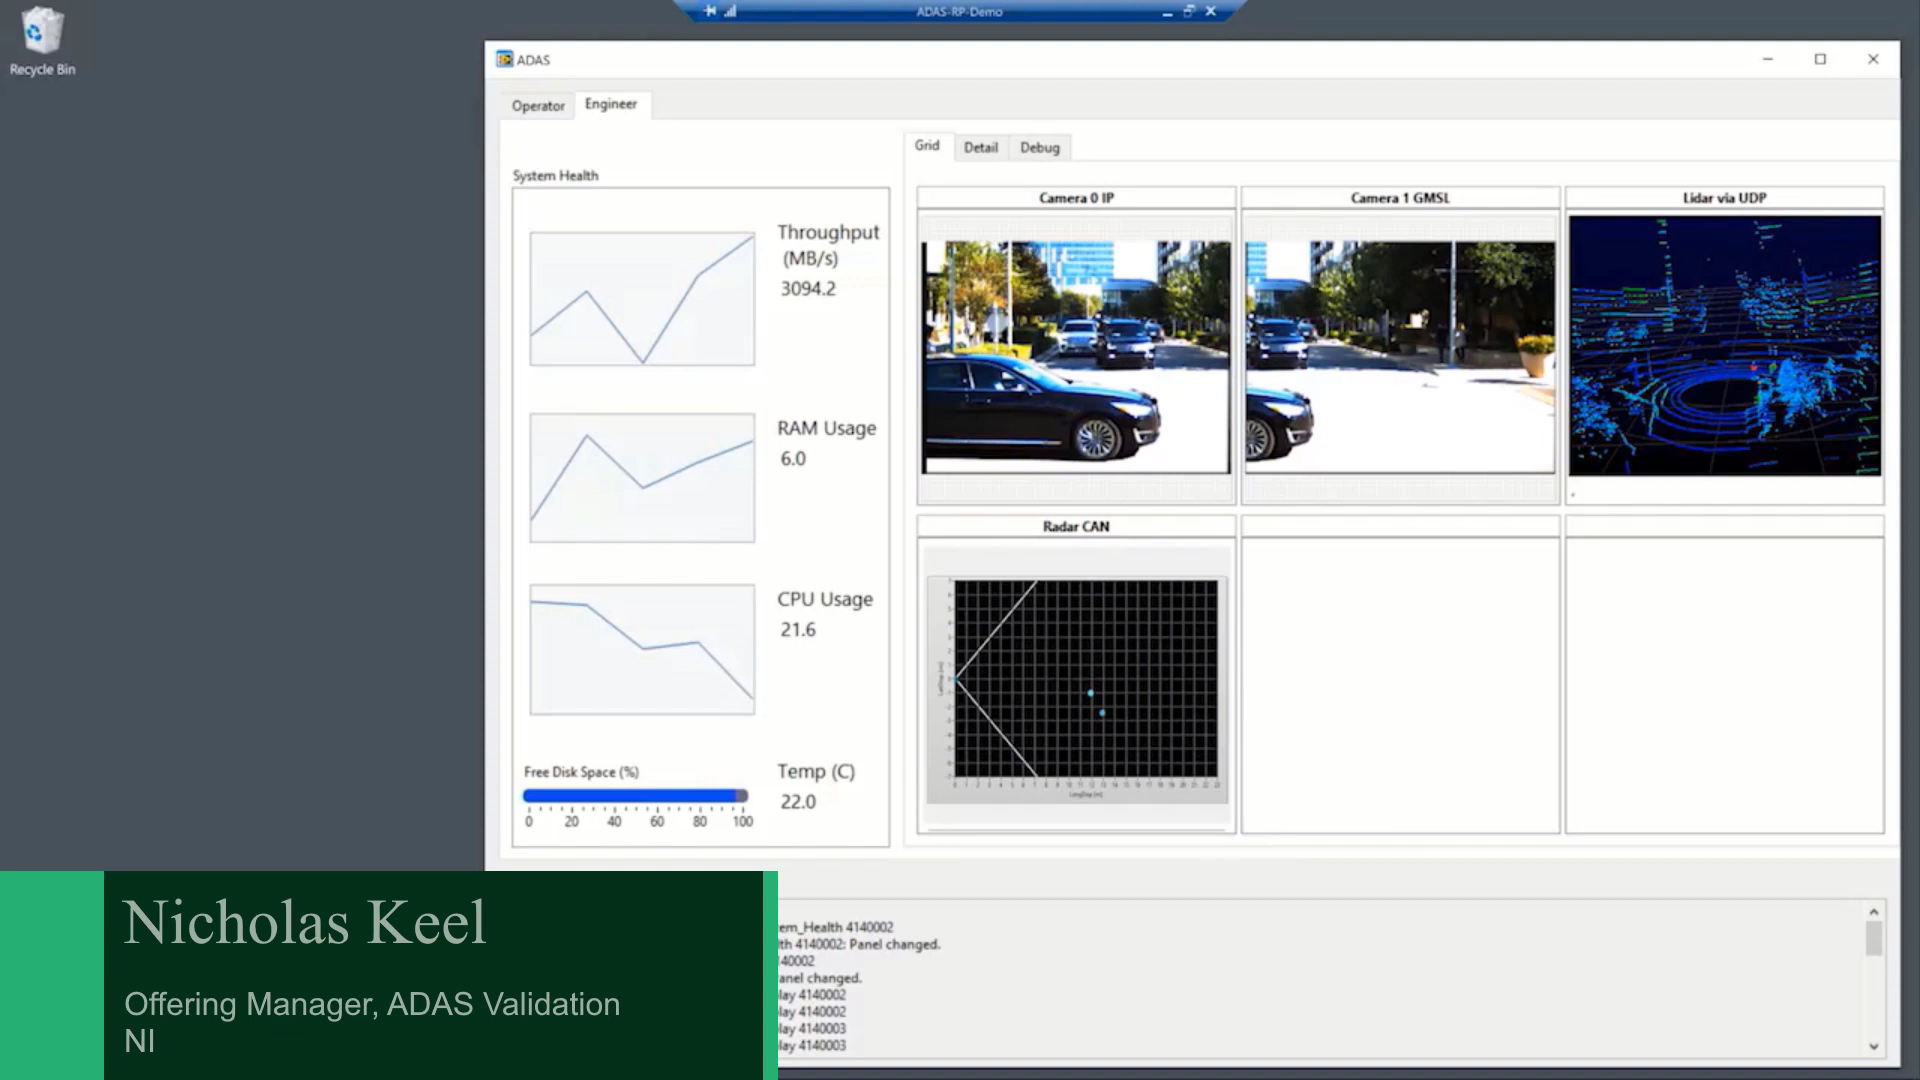 ADAS-RP-Demo
Recycle Bin
ADAS
Operator
Engineer
Grid
Detail
Debug
System Health
Throughput
(MB/s)
3094.2
RAM Usage
6.0
CPU Usage
21.6
Free Disk Space (%)
0 20 40 60 80 100
Temp (C)
22.0
Camera 0 IP
Camera 1 GMSL
Lidar via UDP
Radar CAN
em_Health 4140002
lth 4140002: Panel changed.
40002
anel changed.
lay 4140002
lay 4140002
lay 4140003
lay 4140003
Nicholas Keel
Offering Manager, ADAS Validation
NI